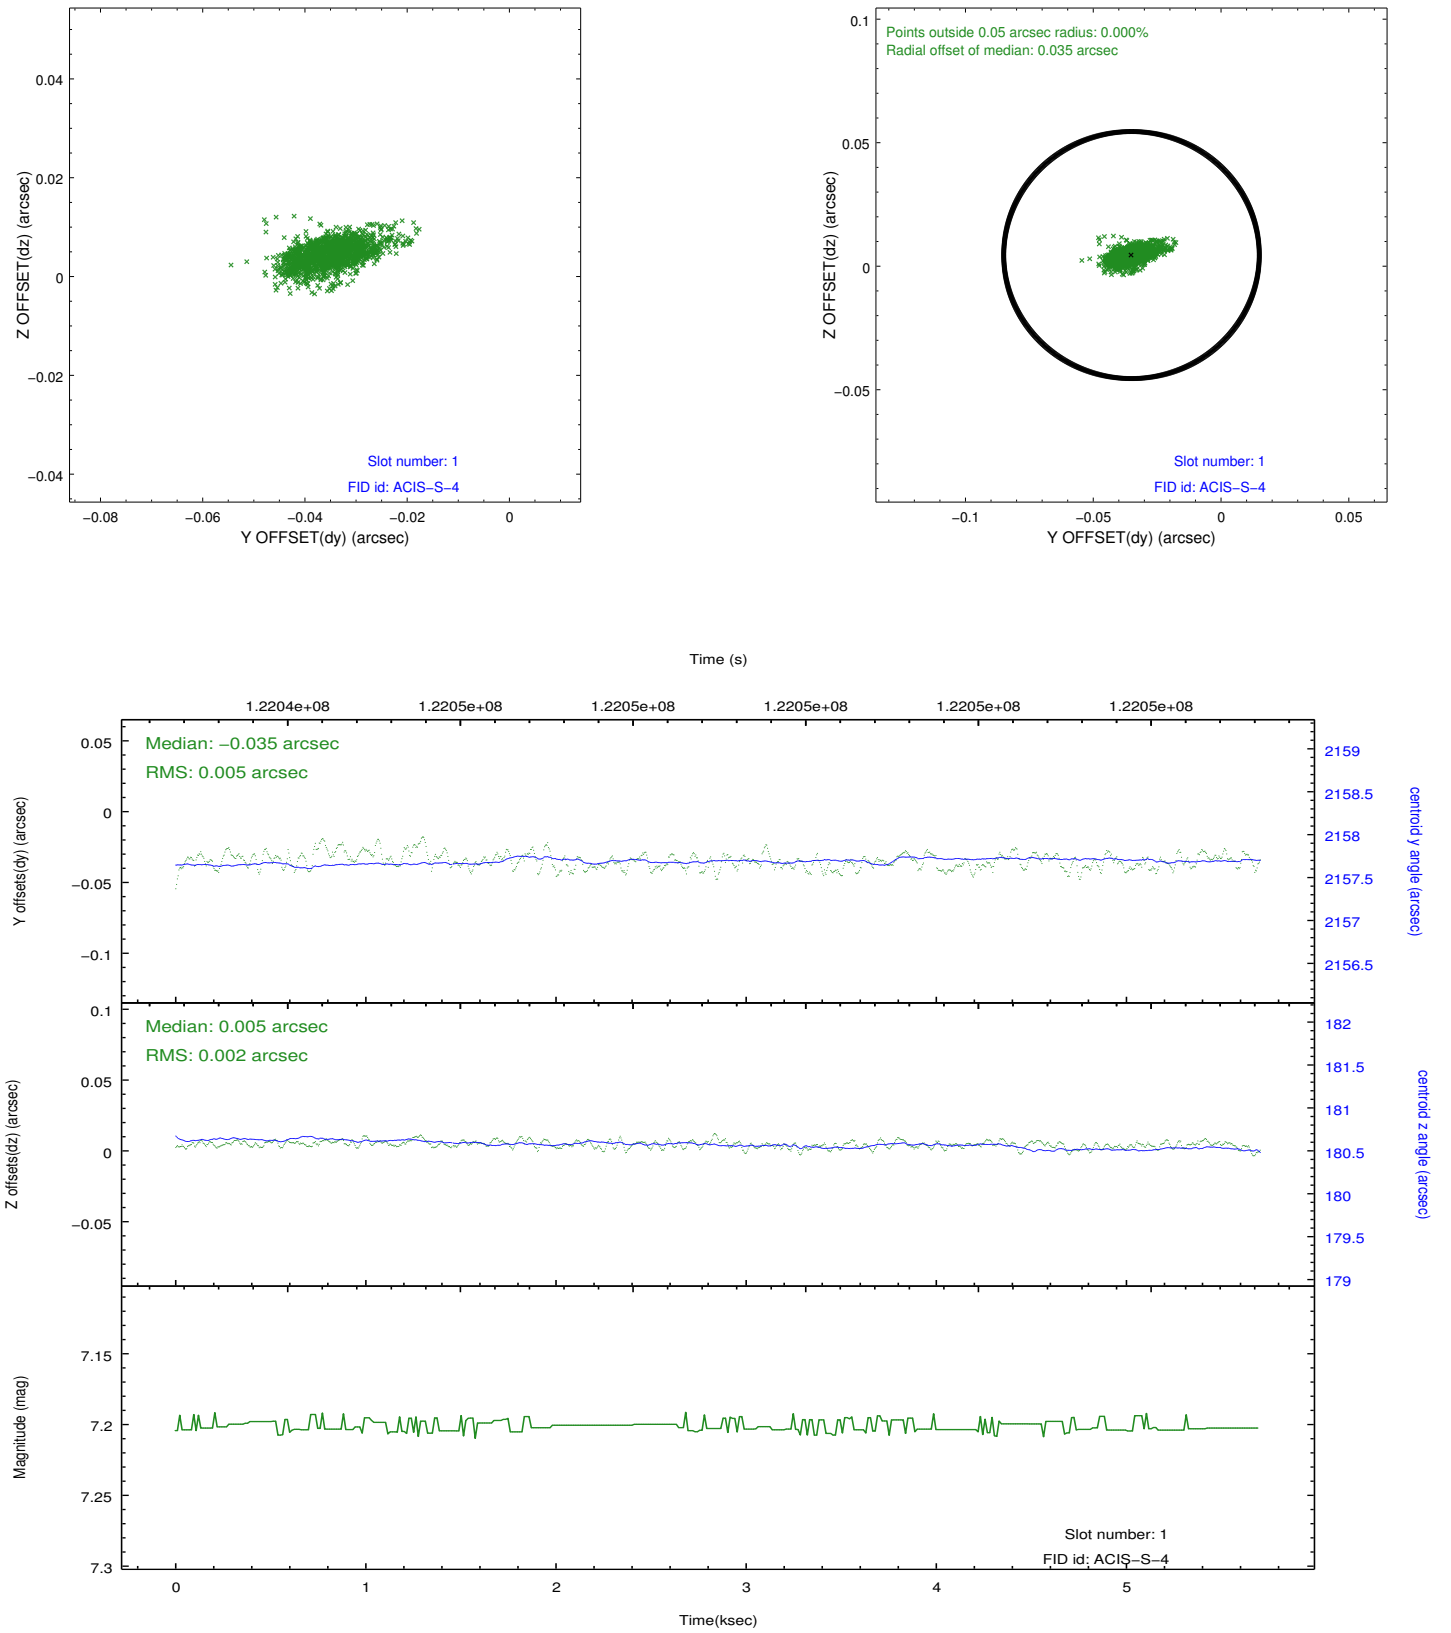 0.04
0.02
0
−0.02
−0.04
Z OFFSET(dz) (arcsec)
Slot number: 1
FID id: ACIS−S−4
−0.08
−0.06
−0.04
−0.02
0
Y OFFSET(dy) (arcsec)
Points outside 0.05 arcsec radius: 0.000%
Radial offset of median: 0.035 arcsec
0.1
0.05
0
−0.05
Z OFFSET(dz) (arcsec)
Slot number: 1
FID id: ACIS−S−4
−0.1
−0.05
0
0.05
Y OFFSET(dy) (arcsec)
Time (s)
1.2204e+08
1.2205e+08
1.2205e+08
1.2205e+08
1.2205e+08
1.2205e+08
Median: −0.035 arcsec
RMS: 0.005 arcsec
0.05
0
−0.05
−0.1
Y offsets(dy) (arcsec)
2159
2158.5
2158
2157.5
2157
2156.5
centroid y angle (arcsec)
Median: 0.005 arcsec
RMS: 0.002 arcsec
0.1
0.05
0
−0.05
Z offsets(dz) (arcsec)
182
181.5
181
180.5
180
179.5
179
centroid z angle (arcsec)
7.15
7.2
7.25
7.3
Magnitude (mag)
Slot number: 1
FID id: ACIS−S−4
0
1
2
3
4
5
Time(ksec)